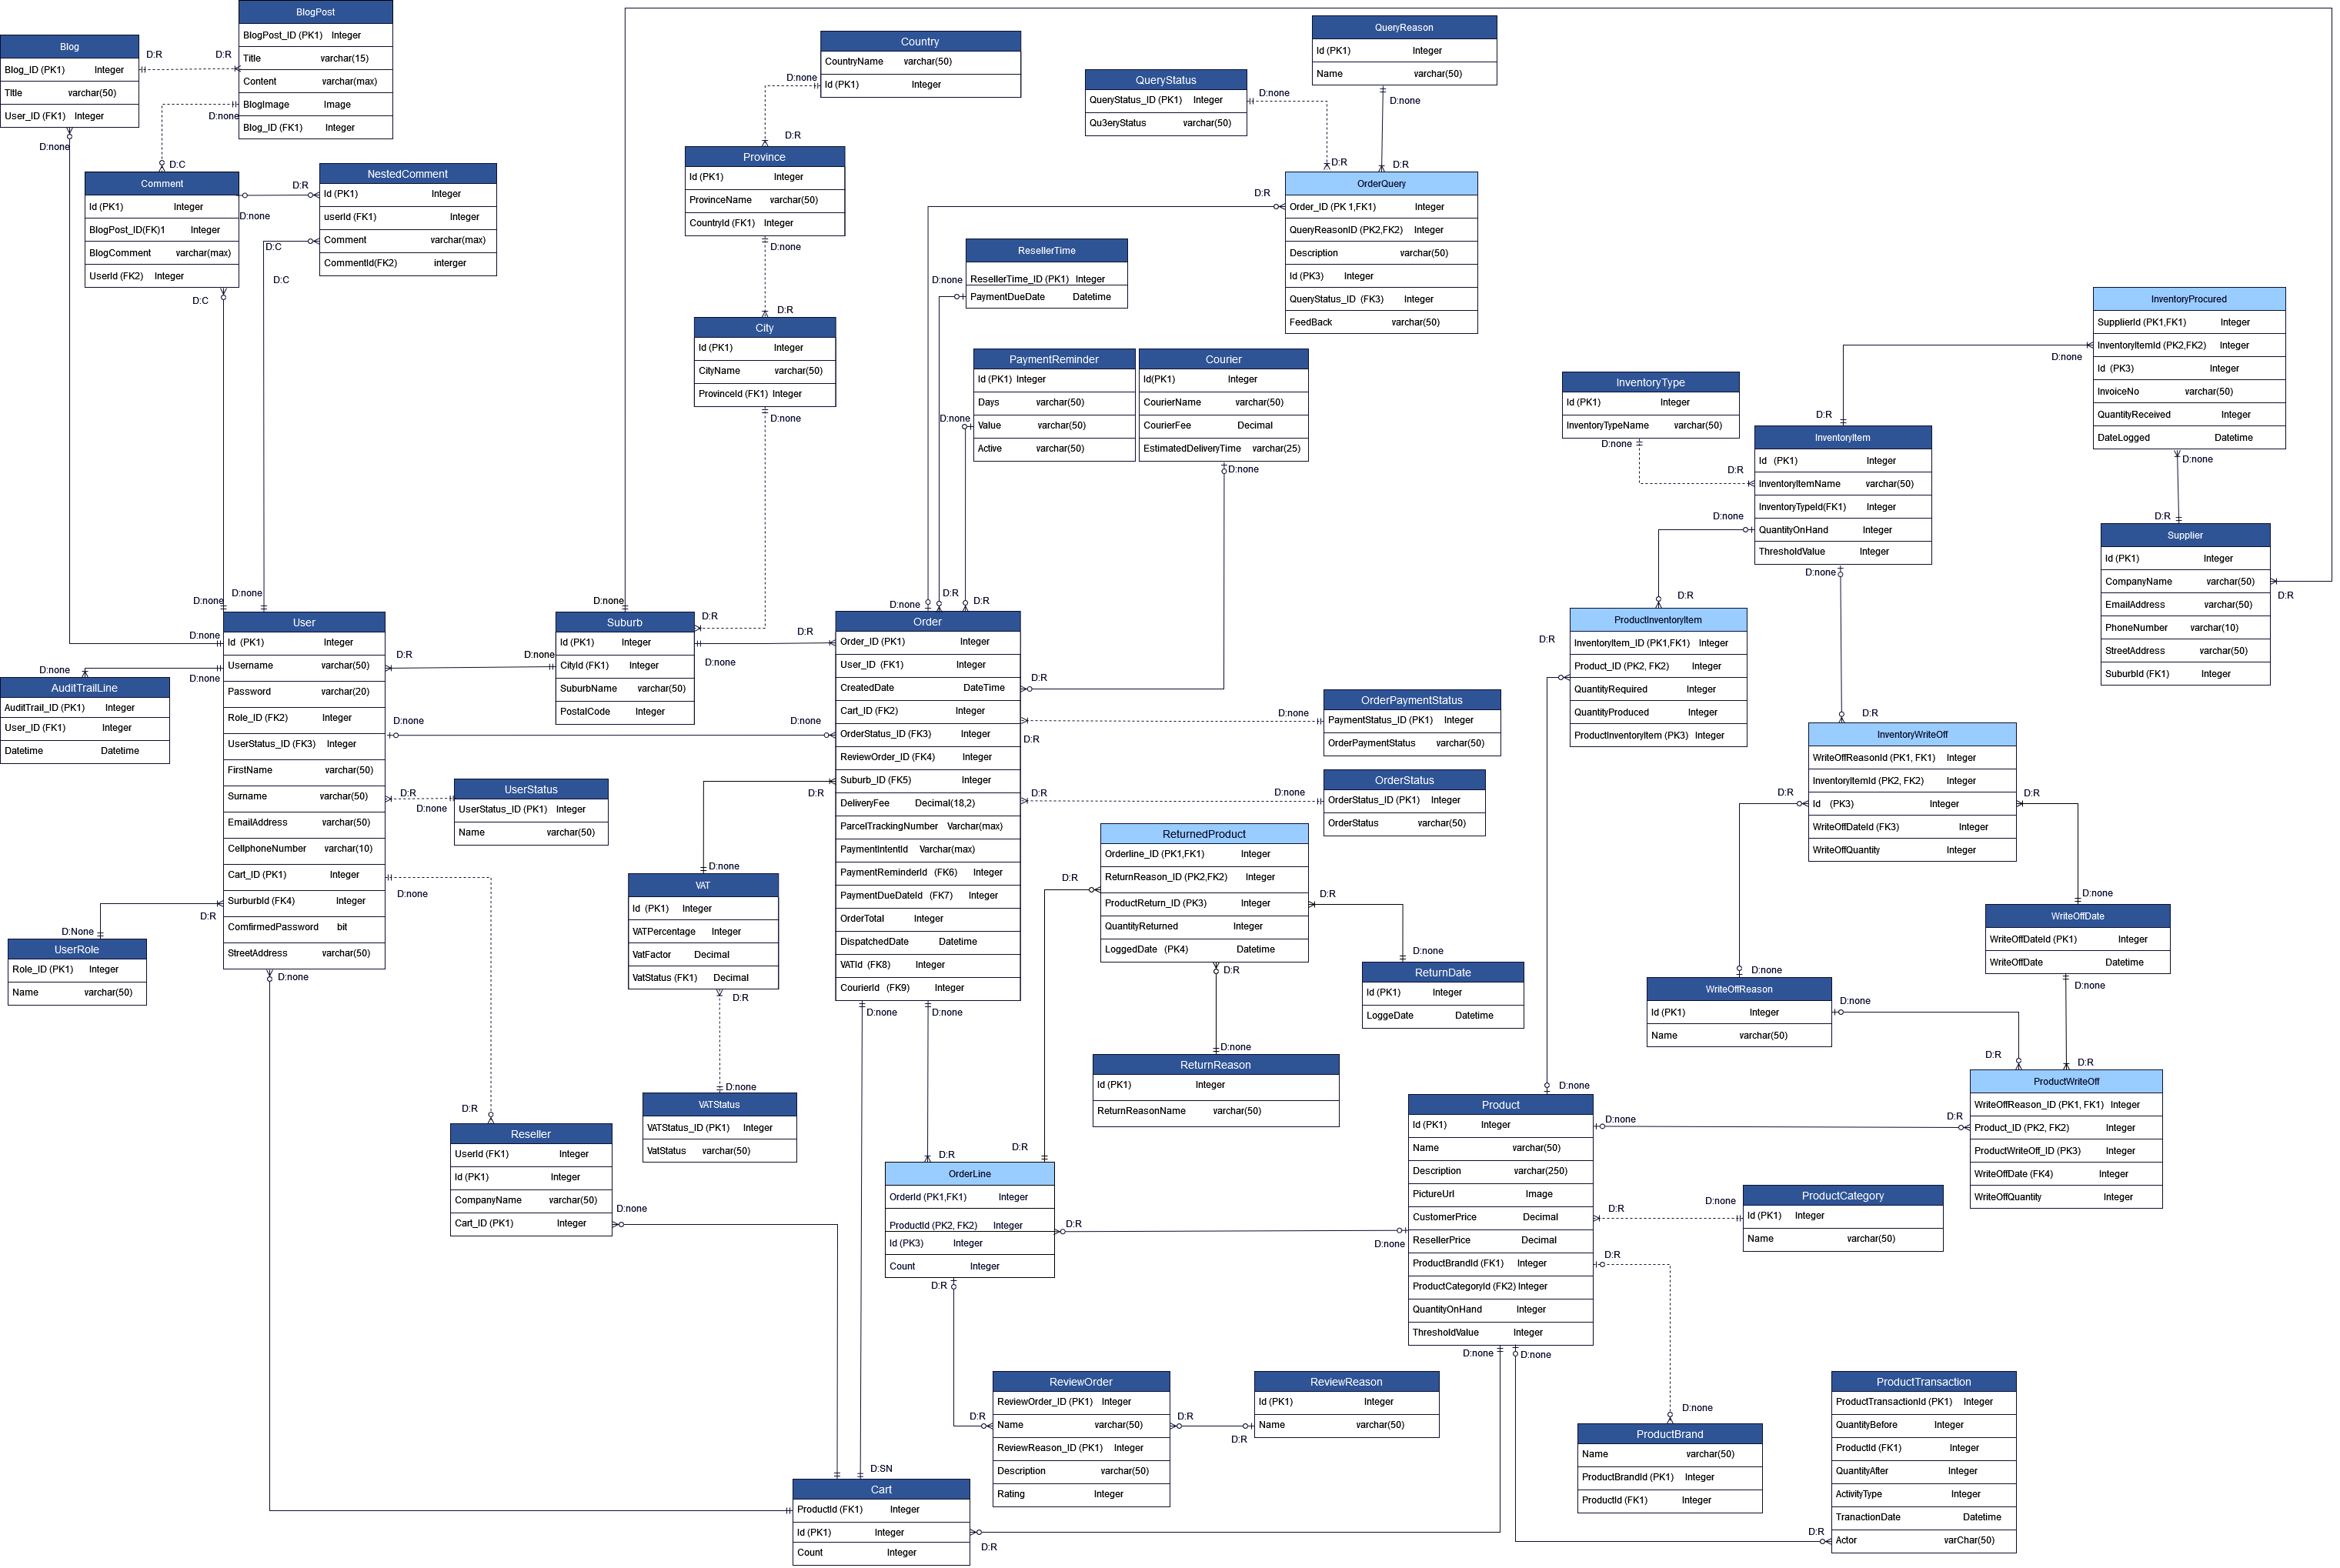 BlogPost
BlogPost_ID (PK1) Integer
Title varchar(15)
Content varchar(max)
BlogImage Image
Blog_ID (FK1) Integer
Blog
Blog_ID (PK1) Integer
TItle varchar(50)
User_ID (FK1) Integer
D:R
D:R
D:none
D:none
D:C
Comment
Id (PK1) Integer
BlogPost_ID(FK)1 Integer
BlogComment varchar(max)
UserId (FK2) Integer
D:R
D:none
D:C
D:C
D:C
NestedComment
Id (PK1) Integer
userId (FK1) Integer
Comment varchar(max)
CommentId(FK2) interger
Country
CountryName varchar(50)
Id (PK1) Integer
D:none
D:R
Province
Id (PK1) Integer
ProvinceName varchar(50)
CountryId (FK1) Integer
D:none
D:R
City
Id (PK1) Integer
CityName varchar(50)
ProvinceId (FK1) Integer
D:none
QueryReason
Id (PK1) Integer
Name varchar(50)
D:none
QueryStatus
QueryStatus_ID (PK1) Integer
Qu3eryStatus varchar(50)
D:none
D:R
D:R
D:R
OrderQuery
Order_ID (PK 1,FK1) Integer
QueryReasonID (PK2,FK2) Integer
Description varchar(50)
Id (PK3) Integer
QueryStatus_ID (FK3) Integer
FeedBack varchar(50)
ResellerTime
ResellerTime_ID (PK1) Integer
PaymentDueDate Datetime
D:none
PaymentReminder
Id (PK1) Integer
Days varchar(50)
Value varchar(50)
Active varchar(50)
D:none
Courier
Id(PK1) Integer
CourierName varchar(50)
CourierFee Decimal
EstimatedDeliveryTime varchar(25)
D:none
InventoryProcured
SupplierId (PK1,FK1) Integer
InventoryItemId (PK2,FK2) Integer
Id (PK3) Integer
InvoiceNo varchar(50)
QuantityReceived Integer
DateLogged Datetime
D:none
D:none
D:R
InventoryType
Id (PK1) Integer
InventoryTypeName varchar(50)
D:none
D:R
D:R
InventoryItem
Id (PK1) Integer
InventoryItemName varchar(50)
InventoryTypeId(FK1) Integer
QuantityOnHand Integer
ThresholdValue Integer
D:none
D:none
Supplier
Id (PK1) Integer
CompanyName varchar(50)
EmailAddress varchar(50)
PhoneNumber varchar(10)
StreetAddress varchar(50)
SuburbId (FK1) Integer
D:R
D:none
D:none
D:none
D:none
User
Id (PK1) Integer
Username varchar(50)
Password varchar(20)
Role_ID (FK2) Integer
UserStatus_ID (FK3) Integer
FirstName varchar(50)
Surname varchar(50)
EmailAddress varchar(50)
CellphoneNumber varchar(10)
Cart_ID (PK1) Integer
SurburbId (FK4) Integer
ComfirmedPassword bit
StreetAddress varchar(50)
D:R
D:none
D:R
D:none
D:none
D:R
D:none
D:none
AuditTrailLine
AuditTrail_ID (PK1) Integer
User_ID (FK1) Integer
Datetime Datetime
UserStatus
UserStatus_ID (PK1) Integer
Name varchar(50)
D:None
UserRole
Role_ID (PK1) Integer
Name varchar(50)
D:none
D:R
D:none
D:R
D:none
Suburb
Id (PK1) Integer
CityId (FK1) Integer
SuburbName varchar(50)
PostalCode Integer
D:none
D:R
D:R
D:none
D:R
Order
Order_ID (PK1) Integer
User_ID (FK1) Integer
CreatedDate DateTime
Cart_ID (FK2) Integer
OrderStatus_ID (FK3) Integer
ReviewOrder_ID (FK4) Integer
Suburb_ID (FK5) Integer
DeliveryFee Decimal(18,2)
ParcelTrackingNumber Varchar(max)
PaymentIntentId Varchar(max)
PaymentReminderId (FK6) Integer
PaymentDueDateId (FK7) Integer
OrderTotal Integer
DispatchedDate Datetime
VATId (FK8) Integer
CourierId (FK9) Integer
D:R
D:R
D:R
D:none
D:none
D:none
D:none
OrderPaymentStatus
PaymentStatus_ID (PK1) Integer
OrderPaymentStatus varchar(50)
OrderStatus
OrderStatus_ID (PK1) Integer
OrderStatus varchar(50)
D:none
VAT
Id (PK1) Integer
VATPercentage Integer
VatFactor Decimal
VatStatus (FK1) Decimal
D:R
D:none
VATStatus
VATStatus_ID (PK1) Integer
VatStatus varchar(50)
ReturnedProduct
Orderline_ID (PK1,FK1) Integer
ReturnReason_ID (PK2,FK2) Integer
ProductReturn_ID (PK3) Integer
QuantityReturned Integer
LoggedDate (PK4) Datetime
D:R
D:R
D:R
D:none
ReturnDate
Id (PK1) Integer
LoggeDate Datetime
D:none
ReturnReason
Id (PK1) Integer
ReturnReasonName varchar(50)
D:R
D:R
ProductInventoryItem
InventoryItem_ID (PK1,FK1) Integer
Product_ID (PK2, FK2) Integer
QuantityRequired Integer
QuantityProduced Integer
ProductInventoryItem (PK3) Integer
D:R
InventoryWriteOff
WriteOffReasonId (PK1, FK1) Integer
InventoryItemId (PK2, FK2) Integer
Id (PK3) Integer
WriteOffDateId (FK3) Integer
WriteOffQuantity Integer
D:R
D:R
D:none
WriteOffDate
WriteOffDateId (PK1) Integer
WriteOffDate Datetime
D:none
D:none
WriteOffReason
Id (PK1) Integer
Name varchar(50)
D:none
D:R
D:R
ProductWriteOff
WriteOffReason_ID (PK1, FK1) Integer
Product_ID (PK2, FK2) Integer
ProductWriteOff_ID (PK3) Integer
WriteOffDate (FK4) Integer
WriteOffQuantity Integer
D:R
D:none
D:none
Product
Id (PK1) Integer
Name varchar(50)
Description varchar(250)
PictureUrl Image
CustomerPrice Decimal
ResellerPrice Decimal
ProductBrandId (FK1) Integer
ProductCategoryId (FK2) Integer
QuantityOnHand Integer
ThresholdValue Integer
D:R
D:none
D:R
D:none
D:none
D:none
ProductCategory
Id (PK1) Integer
Name varchar(50)
D:R
Reseller
UserId (FK1) Integer
Id (PK1) Integer
CompanyName varchar(50)
Cart_ID (PK1) Integer
D:none
D:R
D:R
OrderLine
OrderId (PK1,FK1) Integer
ProductId (PK2, FK2) Integer
Id (PK3) Integer
Count Integer
D:R
D:R
D:R
ReviewOrder
ReviewOrder_ID (PK1) Integer
Name varchar(50)
ReviewReason_ID (PK1) Integer
Description varchar(50)
Rating Integer
D:R
D:R
ReviewReason
Id (PK1) Integer
Name varchar(50)
D:none
ProductBrand
Name varchar(50)
ProductBrandId (PK1) Integer
ProductId (FK1) Integer
ProductTransaction
ProductTransactionId (PK1) Integer
QuantityBefore Integer
ProductId (FK1) Integer
QuantityAfter Integer
ActivityType Integer
TranactionDate Datetime
Actor varChar(50)
D:R
D:SN
Cart
ProductId (FK1) Integer
Id (PK1) Integer
Count Integer
D:R